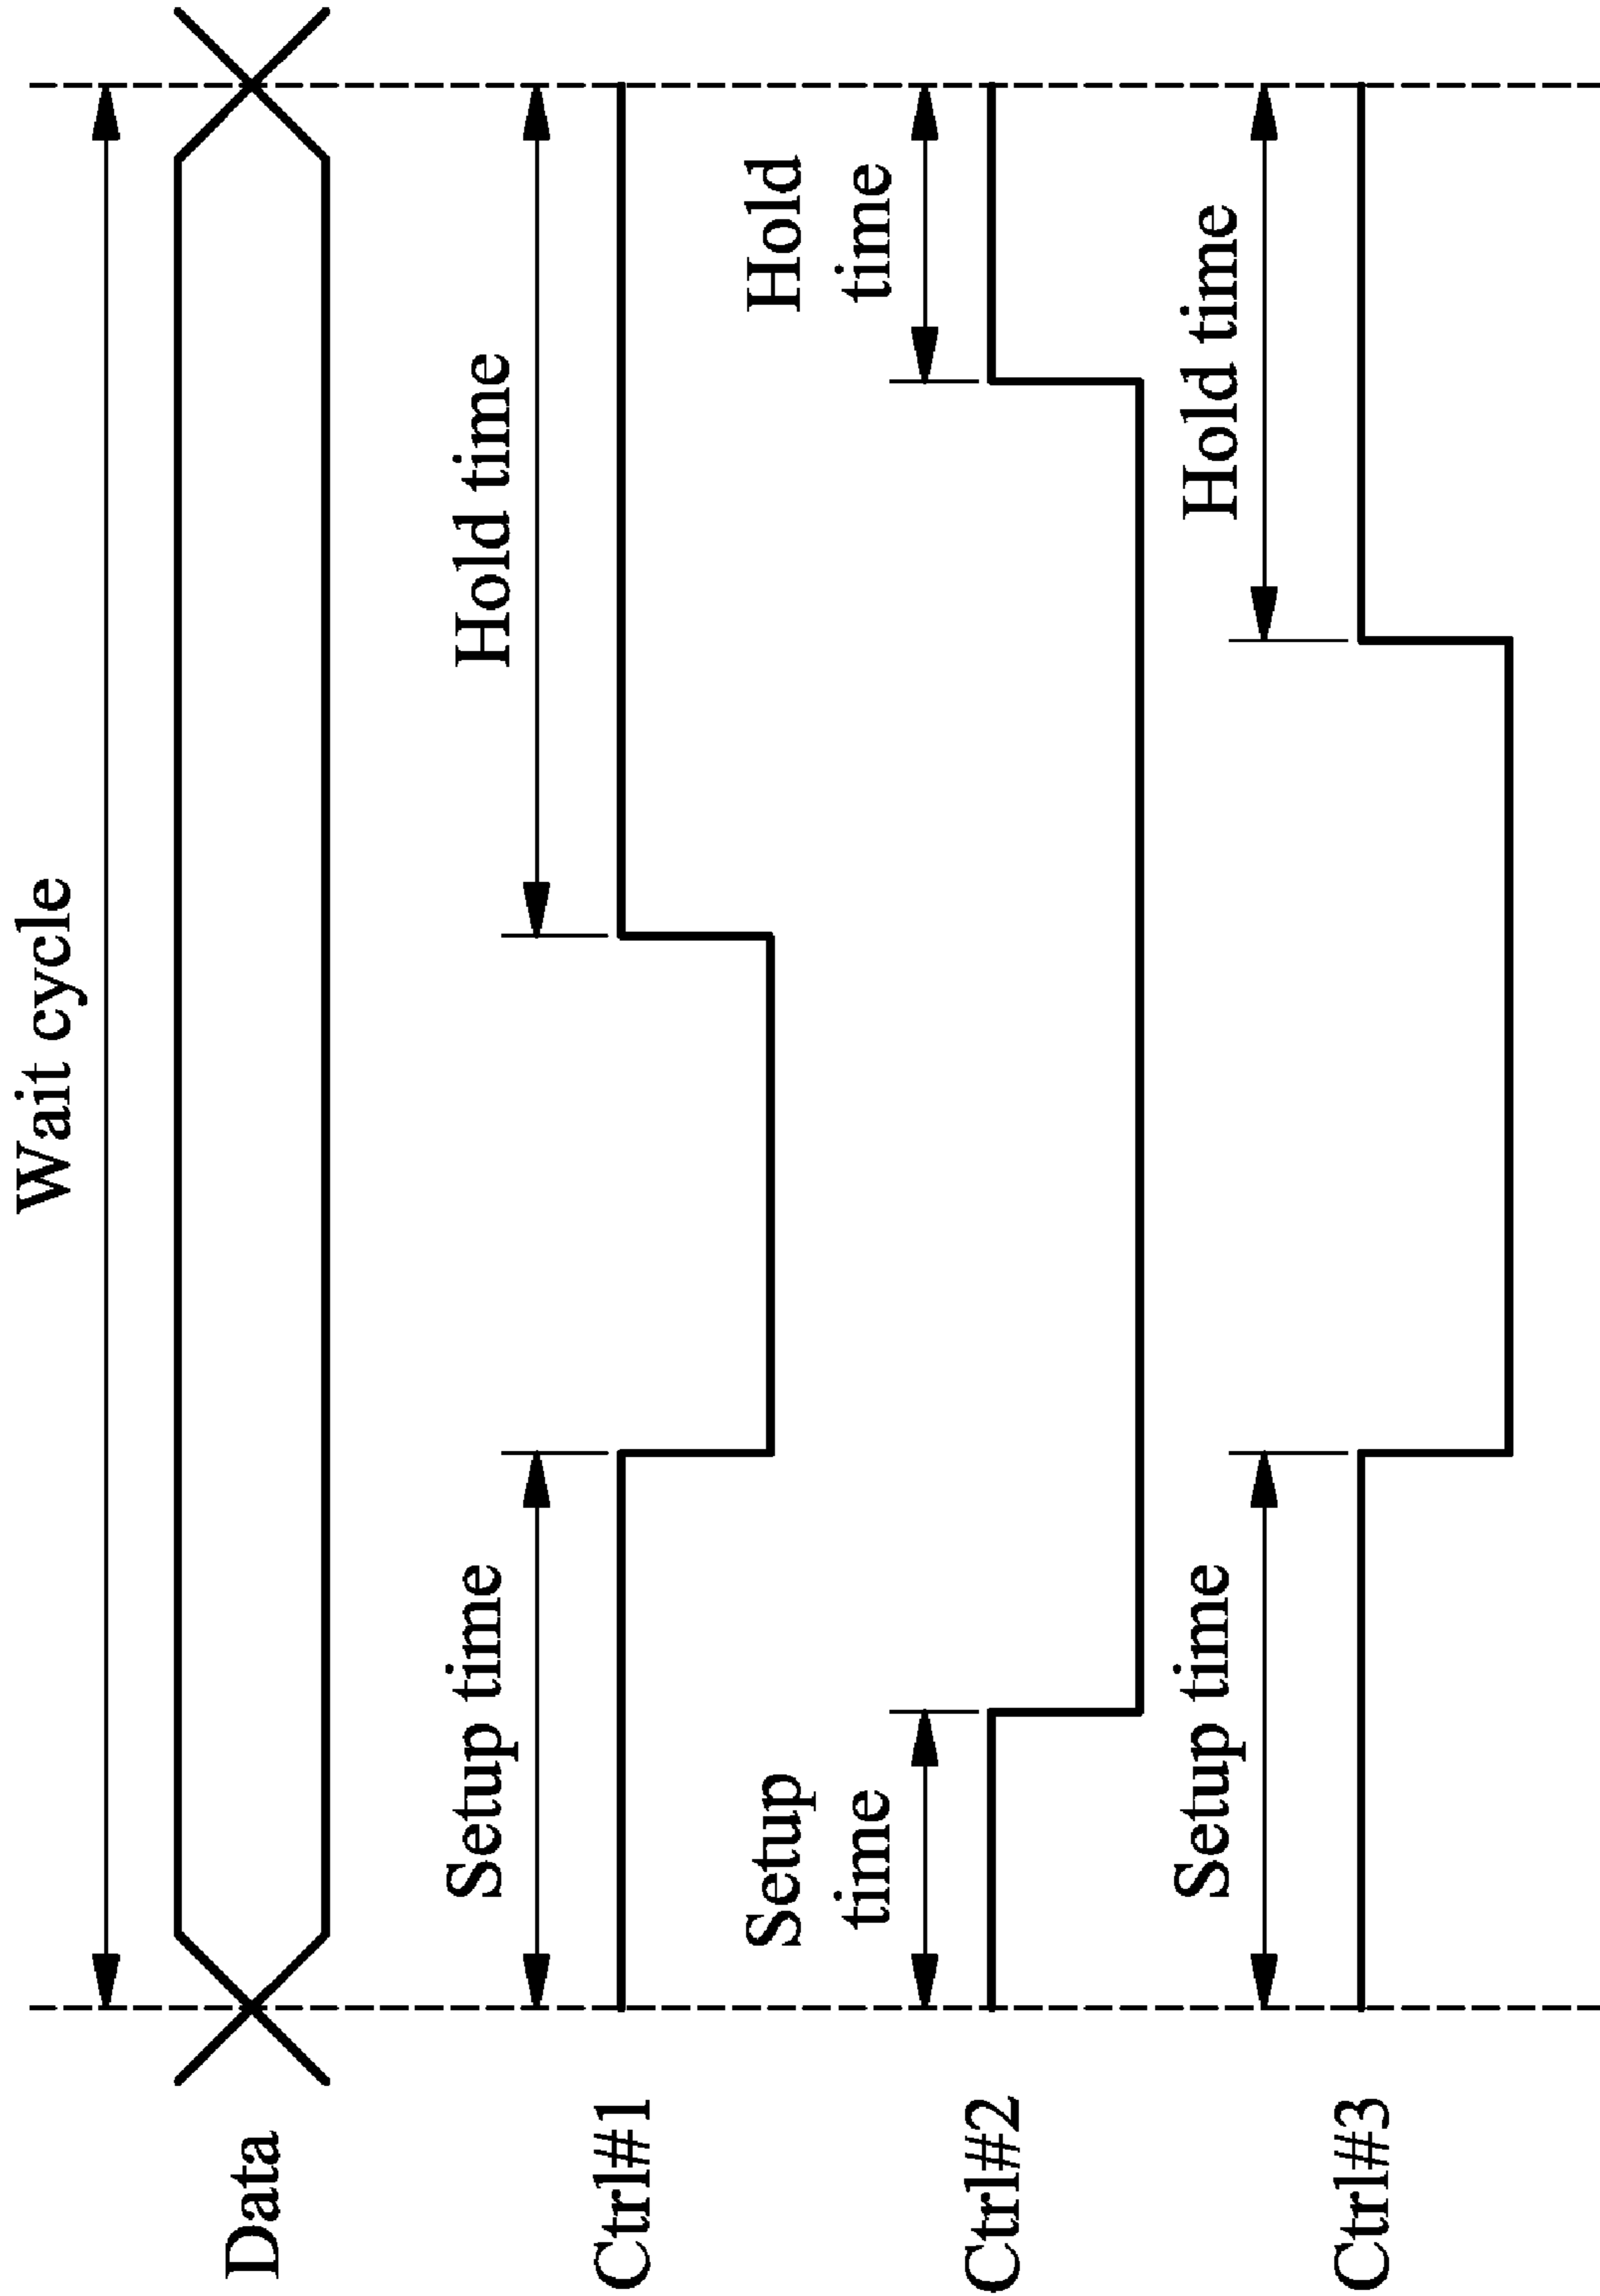 Wait cycle
Data
Setup time
Hold time
Ctrl#1
Setup
time
Hold
time
Ctrl#2
Setup time
Hold time
Ctrl#3